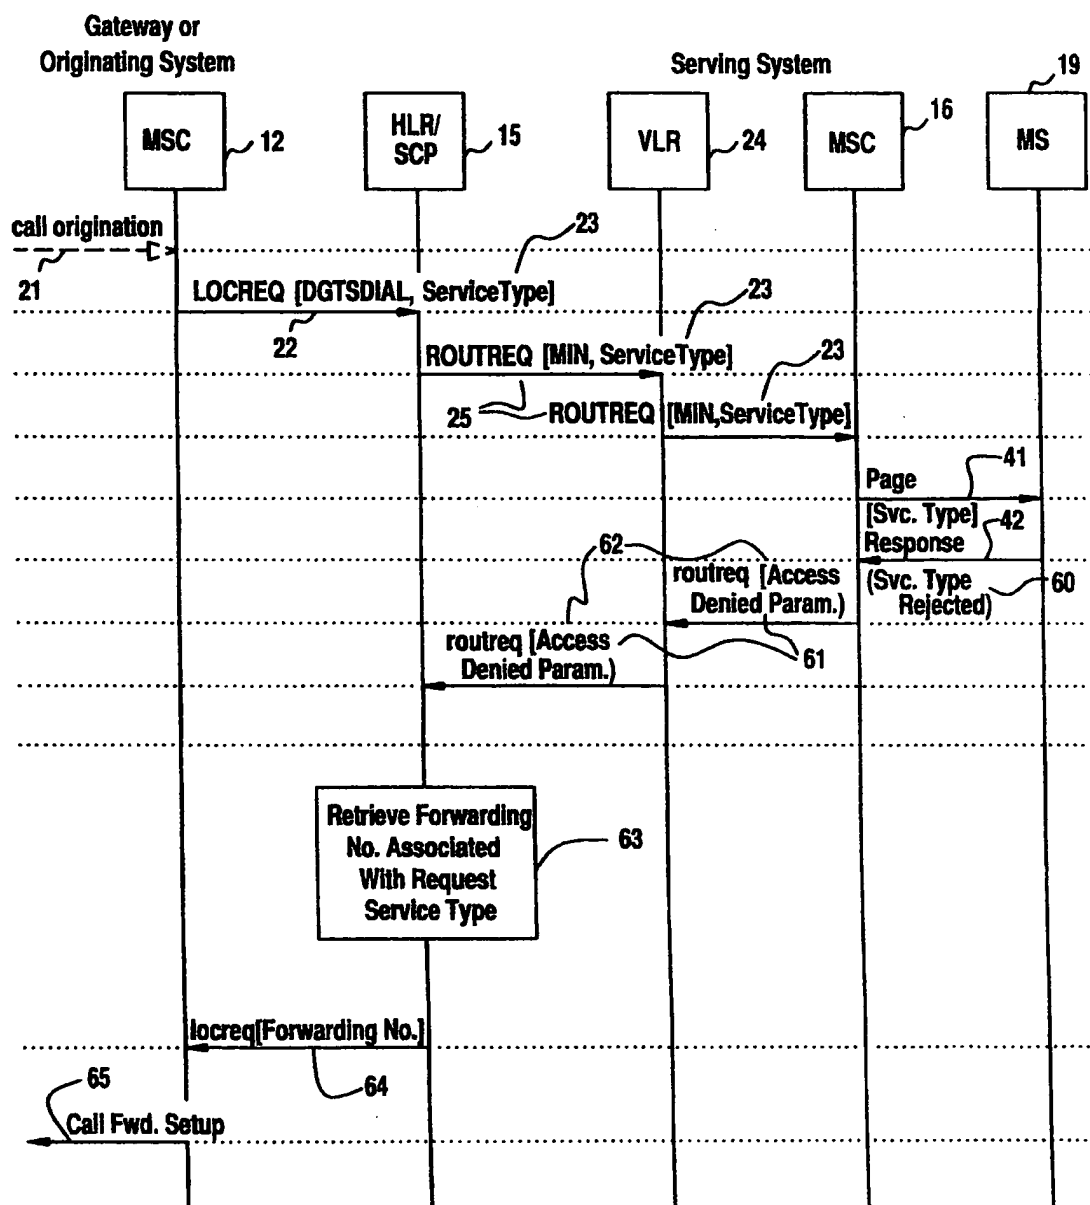 Gateway or
Originating System
Serving System
19
MSC
12
HLR/
SCP
15
VLR
24
MSC
16
MS
call origination
21
23
LOCREQ [DGTSDIAL, ServiceType]
22
23
ROUTREQ [MIN, ServiceType]
23
25
ROUTREQ [MIN,ServiceType]
Page
41
[Svc. Type]
42
Response
62
routreq [Access
Denied Param.)
(Svc. Type
Rejected)
60
routreq [Access
Denied Param.)
61
Retrieve Forwarding
No. Associated
With Request
Service Type
63
locreq[Forwarding No.]
64
65
Call Fwd. Setup